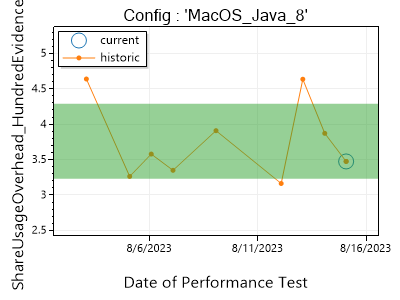 Config : 'MacOS_Java_8'
current
historic
ShareUsageOverhead_HundredEvidence
5
4.5
4
3.5
3
2.5
8/6/2023
8/11/2023
8/16/2023
Date of Performance Test